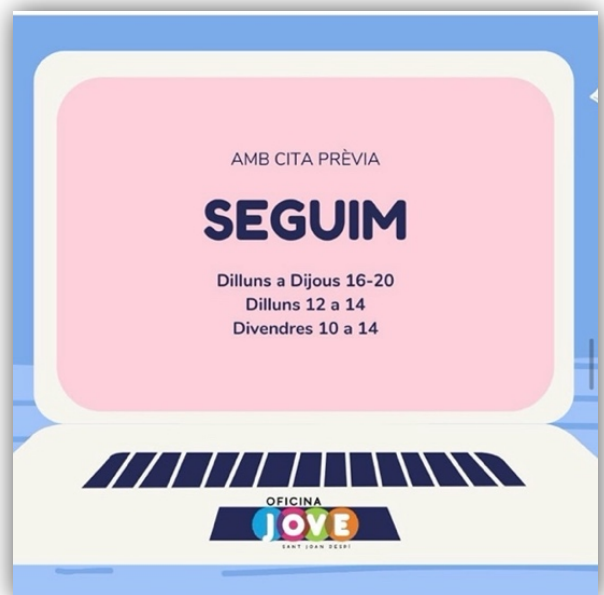 AMB CITA PRÈVIA
SEGUIM
Dilluns a Dijous 16-20
Dilluns 12 a 14
Divendres 10 a 14
OFICINA
JOVE
SANT JOAN DESPÍ